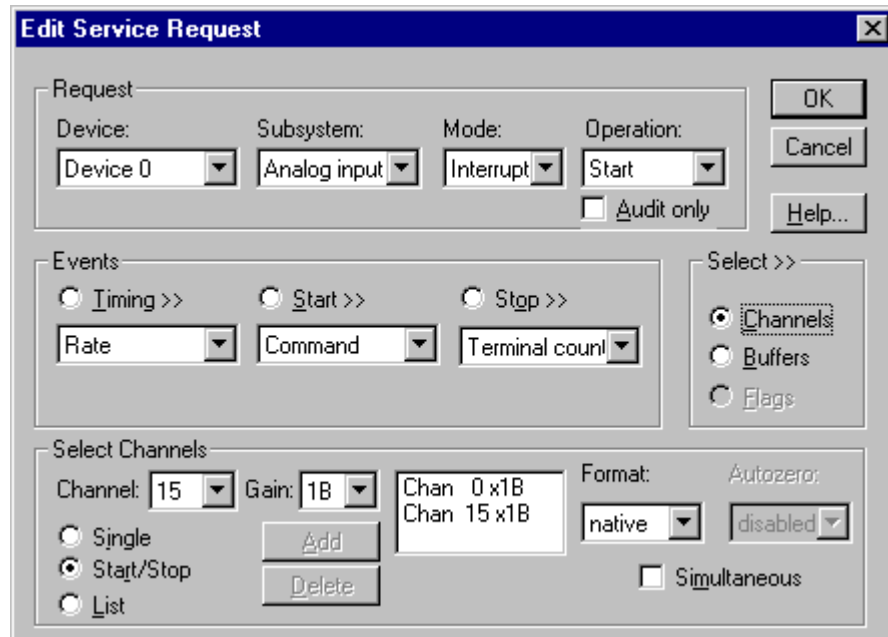 Edit Service Request
Request
Device: Subsystem: Mode: Operation:
Device 0 Analog input Interrupt Start
Audit only
OK
Cancel
Help...
Events
Timing >> Start >> Stop >>
Rate Command Terminal count
Select >>
Channels
Buffers
Flags
Select Channels
Channel: 15 Gain: 1B
Chan 0 x1B
Chan 15 x1B
Format: Autozero:
native disabled
Single
Start/Stop
List
Add
Delete
Simultaneous